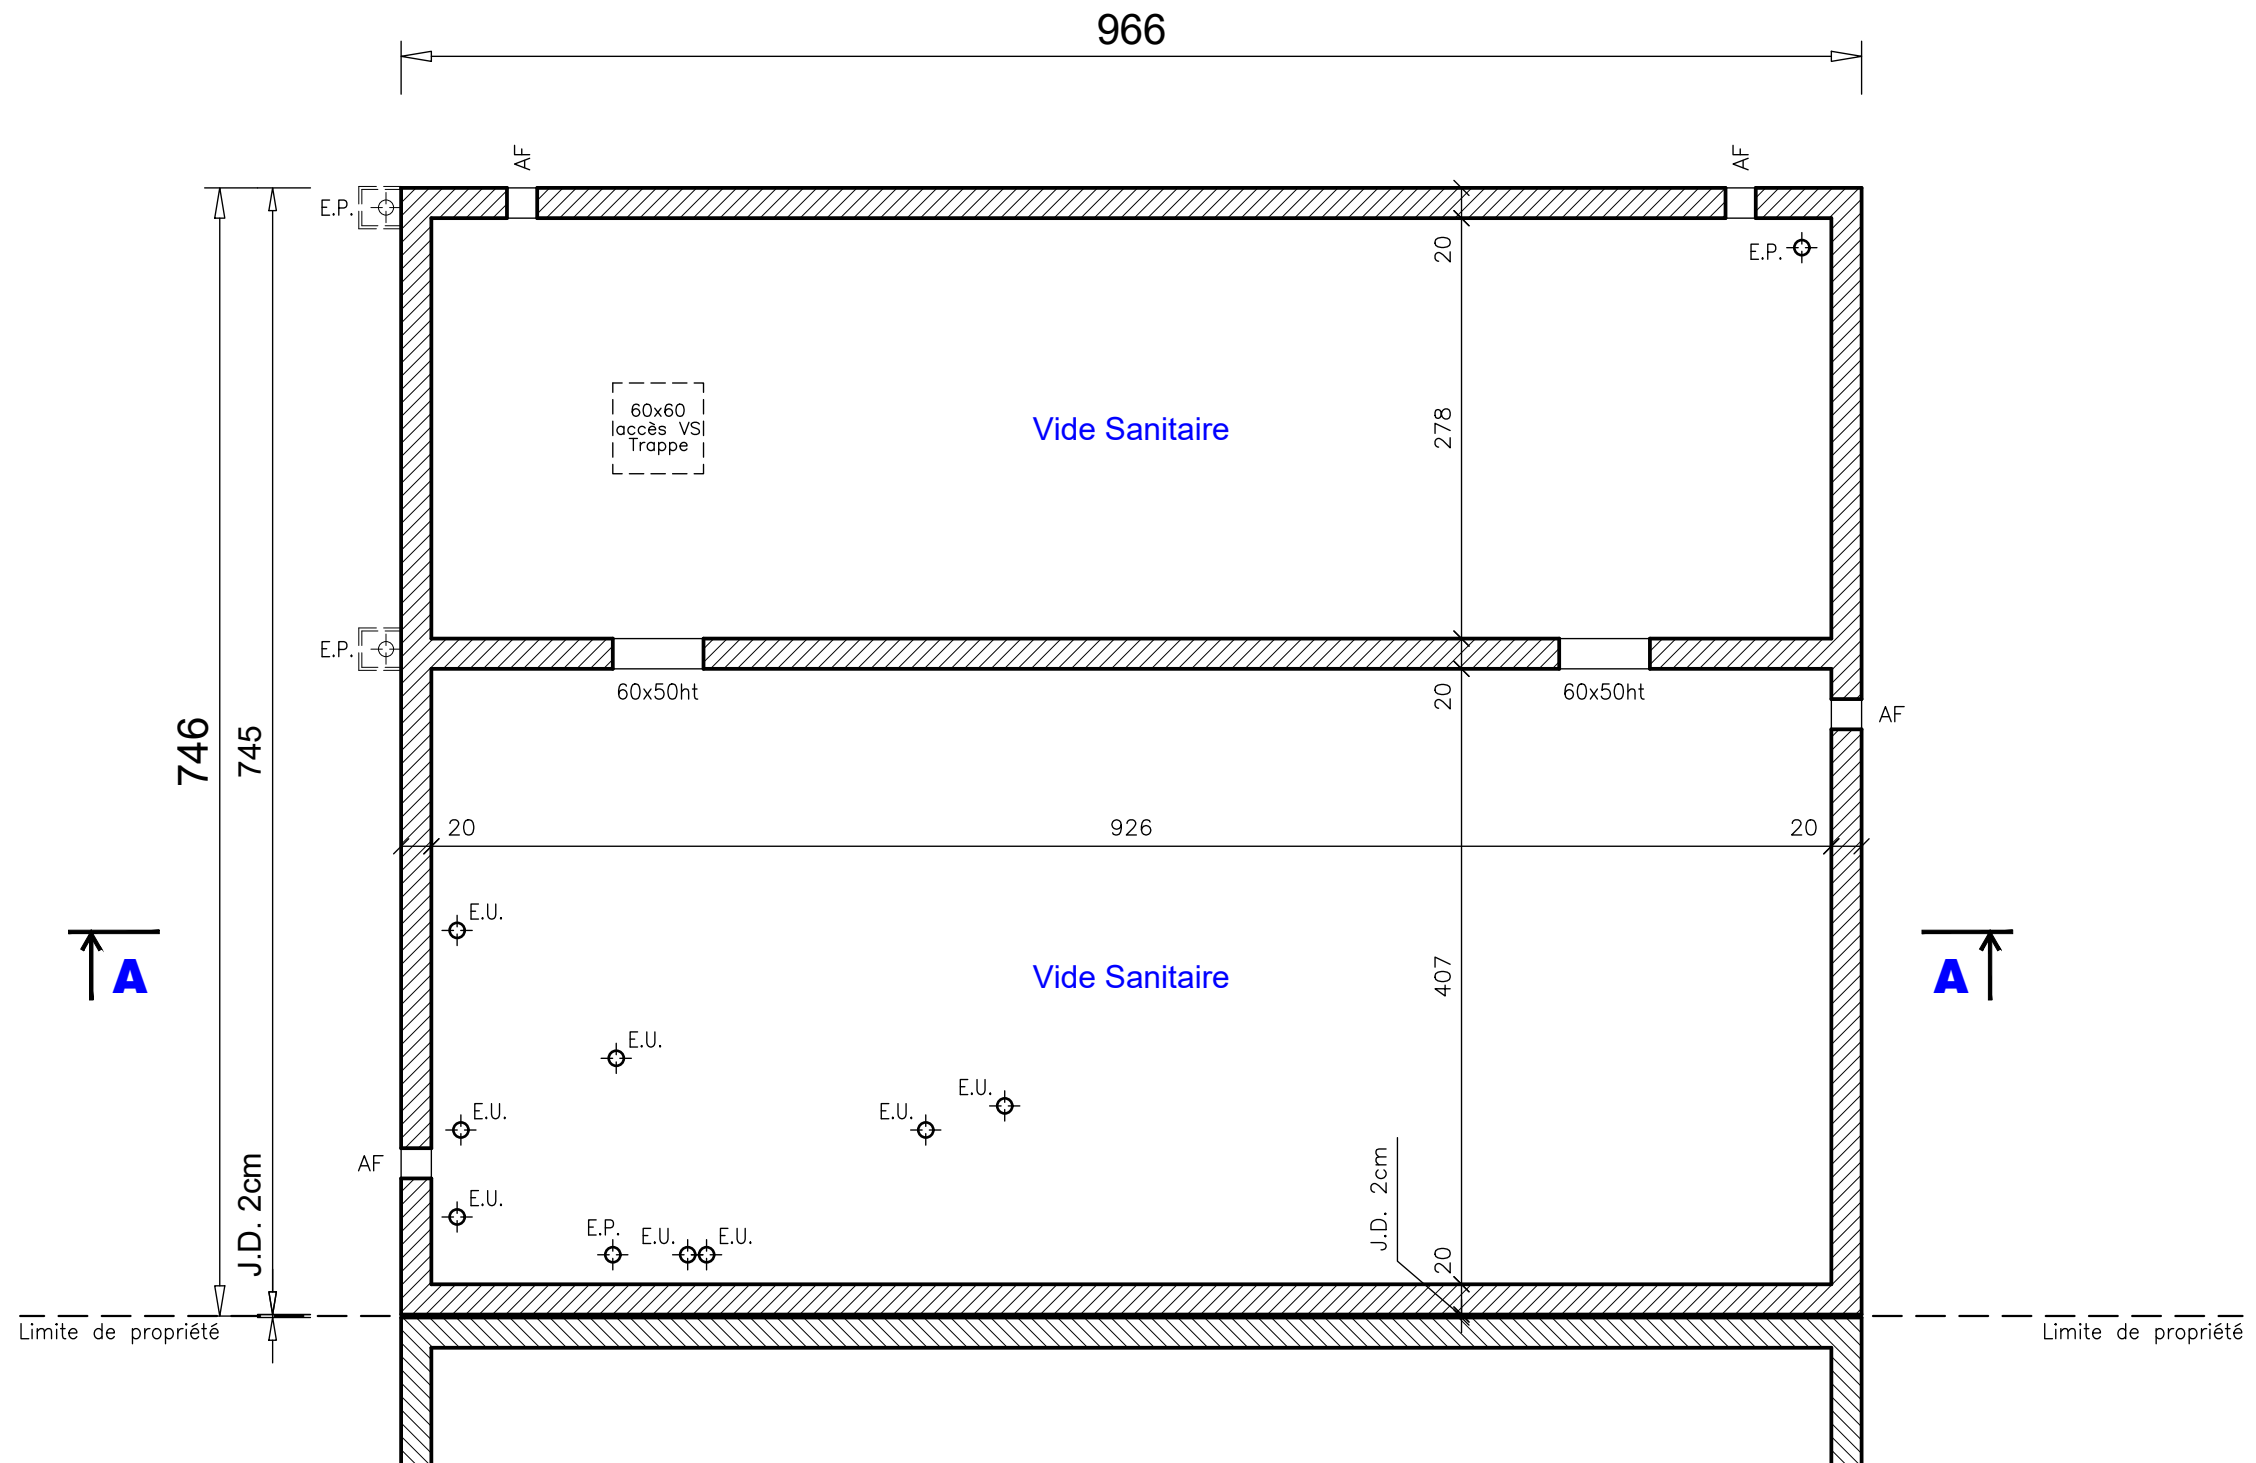 966
AF
AF
E.P.
E.P.
20
60x60
accès VS
Trappe
Vide Sanitaire
278
E.P.
60x50ht
60x50ht
20
AF
746
745
20
926
20
E.U.
A
Vide Sanitaire
407
A
E.U.
E.U.
E.U.
E.U.
E.U.
AF
J.D. 2cm
J.D. 2cm
E.P.
E.U.
E.U.
20
Limite de propriété
Limite de propriété